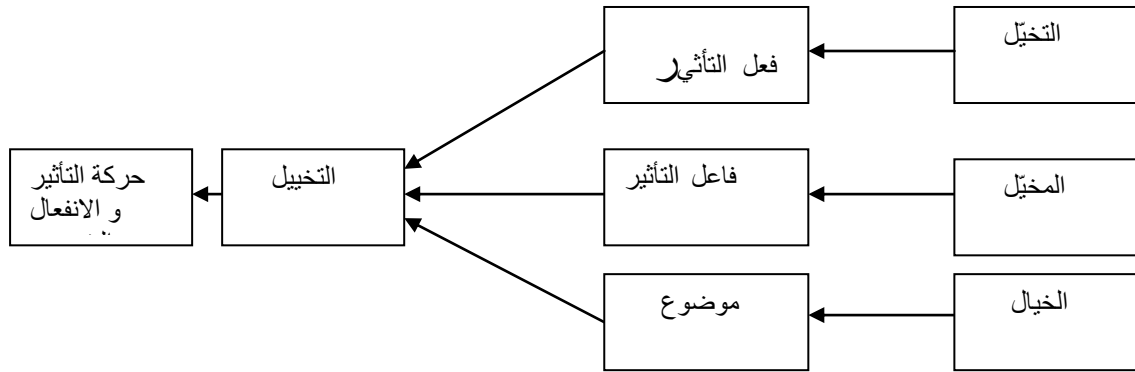 التخيّل
فعل التأثير
المخيّل
فاعل التأثير
التخييل
حركة التأثير
و الانفعال
الخيال
موضوع